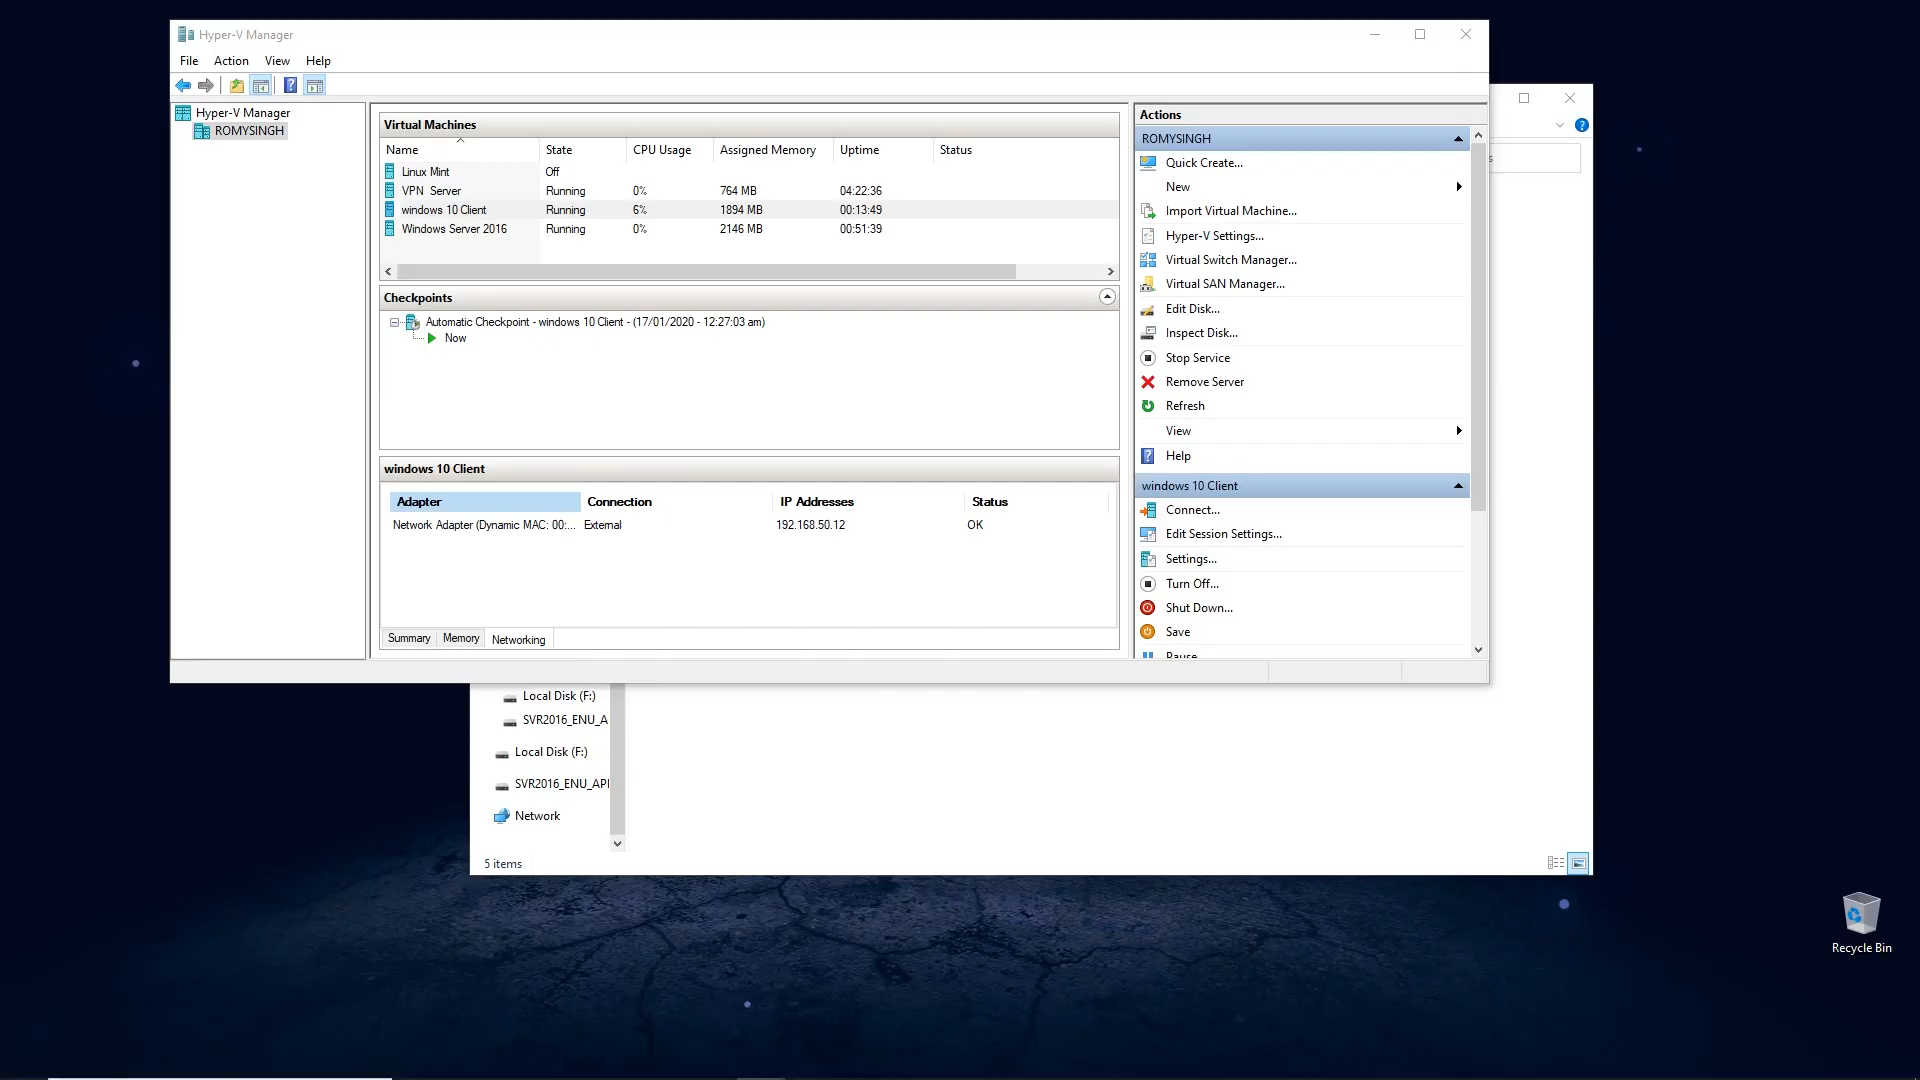 Hyper-V Manager
File Action View Help
Hyper-V Manager
ROMYSINGH
Virtual Machines
Name State CPU Usage Assigned Memory Uptime Status
Linux Mint Off
VPN Server Running 0% 764 MB 04:22:36
windows 10 Client Running 6% 1894 MB 00:13:49
Windows Server 2016 Running 0% 2146 MB 00:51:39
Checkpoints
Automatic Checkpoint - windows 10 Client - (17/01/2020 - 12:27:03 am)
Now
windows 10 Client
Adapter Connection IP Addresses Status
Network Adapter (Dynamic MAC: 00:... External 192.168.50.12 OK
Summary Memory Networking
Actions
ROMYSINGH
Quick Create...
New
Import Virtual Machine...
Hyper-V Settings...
Virtual Switch Manager...
Virtual SAN Manager...
Edit Disk...
Inspect Disk...
Stop Service
Remove Server
Refresh
View
Help
windows 10 Client
Connect...
Edit Session Settings...
Settings...
Turn Off...
Shut Down...
Save
Pause
Local Disk (F:)
SVR2016_ENU_A
Local Disk (F:)
SVR2016_ENU_API
Network
5 items
Recycle Bin